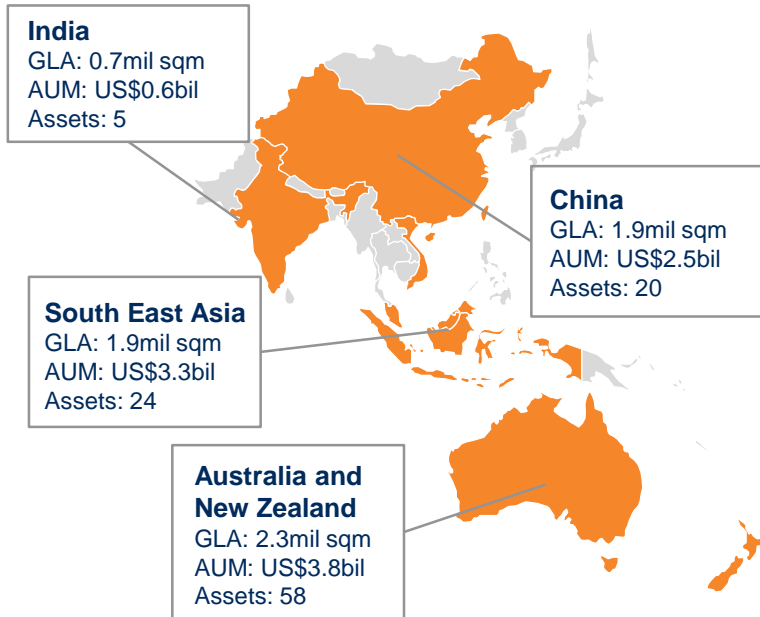 India
GLA: 0.7mil sqm
AUM: US$0.6bil
Assets: 5
China
GLA: 1.9mil sqm
AUM: US$2.5bil
Assets: 20
South East Asia
GLA: 1.9mil sqm
AUM: US$3.3bil
Assets: 24
Australia and
New Zealand
GLA: 2.3mil sqm
AUM: US$3.8bil
Assets: 58